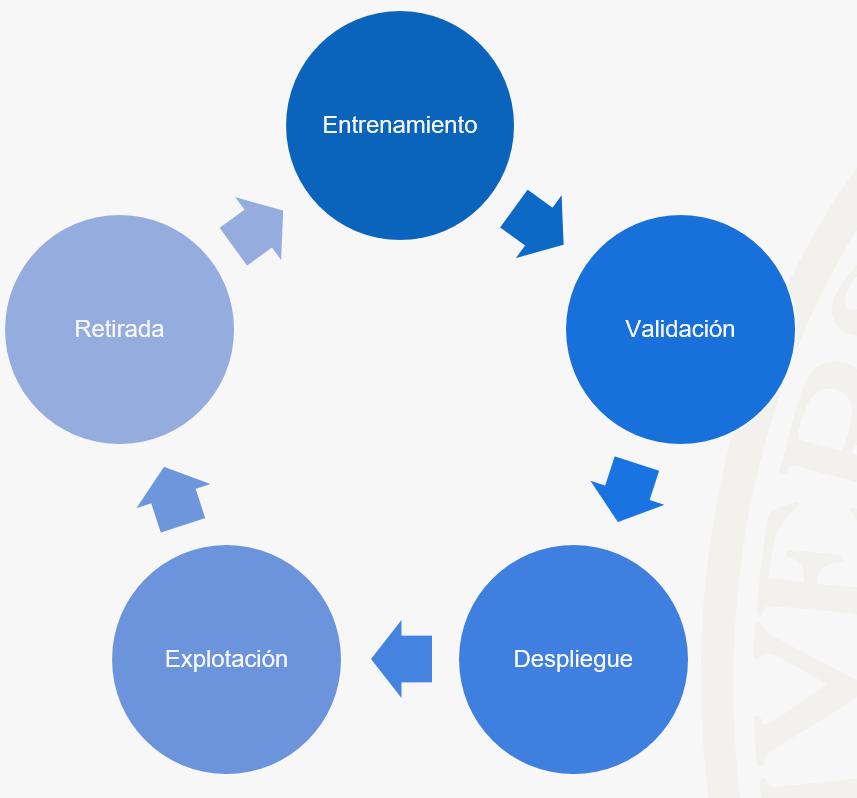 Entrenamiento
Validación
Despliegue
Explotación
Retirada